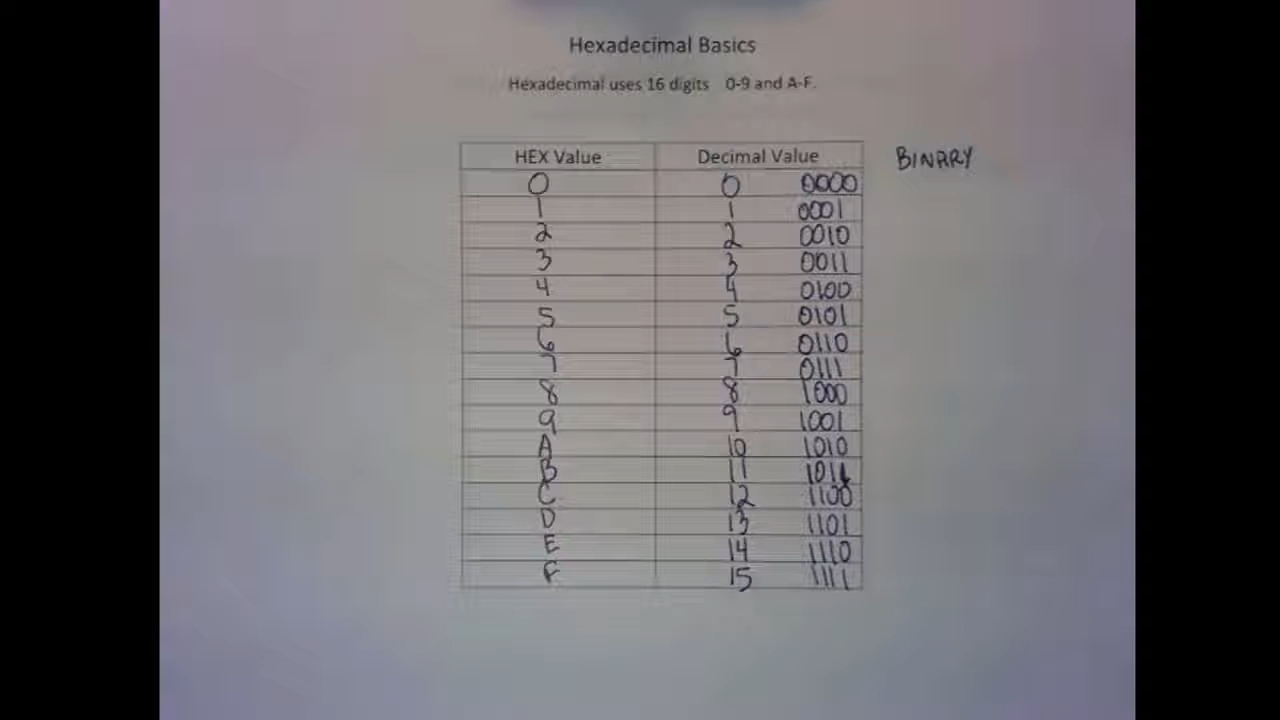 Hexadecimal Basics
Hexadecimal uses 16 digits 0-9 and A-F.
HEX Value Decimal Value BINARY
0 0 0000
1 1 0001
2 2 0010
3 3 0011
4 4 0100
5 5 0101
6 6 0110
7 7 0111
8 8 1000
9 9 1001
A 10 1010
B 11 1011
C 12 1100
D 13 1101
E 14 1110
F 15 1111